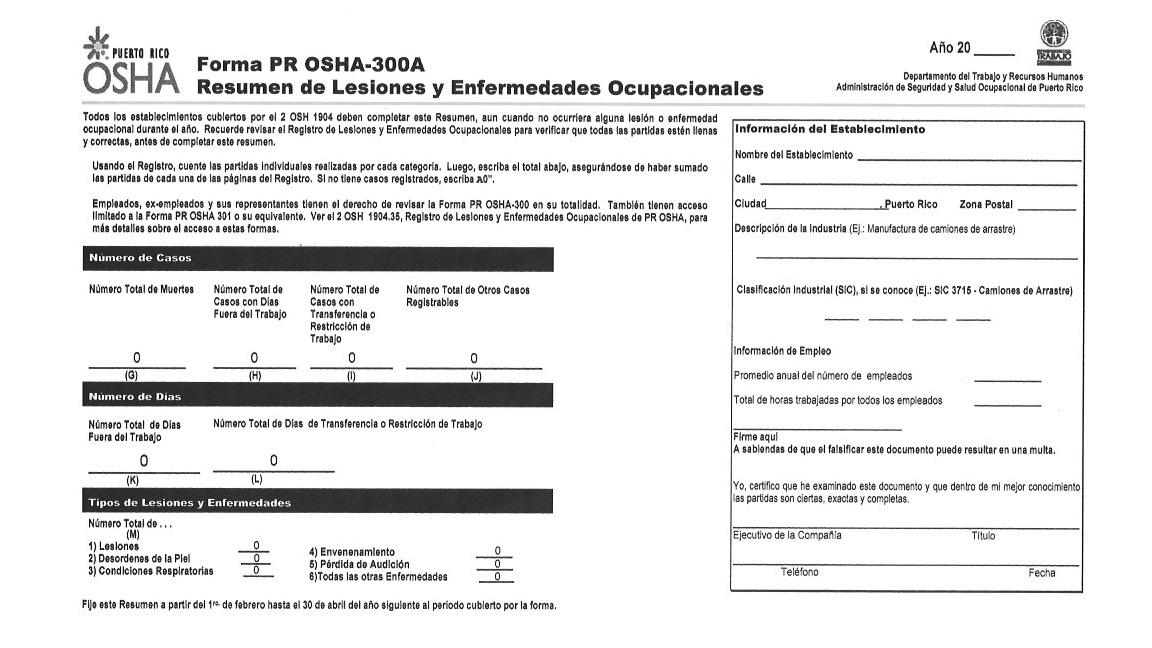 PUERTO RICO
OSHA
Forma PR OSHA-300A
Resumen de Lesiones y Enfermedades Ocupacionales
Año 20 ____
TRABAJO
Departamento del Trabajo y Recursos Humanos
Administración de Seguridad y Salud Ocupacional de Puerto Rico
Todos los establecimientos cubiertos por el 2 OSH 1904 deben completar este Resumen, aun cuando no ocurriera alguna lesión o enfermedad
ocupacional durante el año. Recuerde revisar el Registro de Lesiones y Enfermedades Ocupacionales para verificar que todas las partidas estén llenas
y correctas, antes de completar este resumen.
Usando el Registro, cuente las partidas individuales realizadas por cada categoría. Luego, escriba el total abajo, asegurándose de haber sumado
las partidas de cada una de las páginas del Registro. Si no tiene casos registrados, escriba A0".
Empleados, ex-empleados y sus representantes tienen el derecho de revisar la Forma PR OSHA-300 en su totalidad. También tienen acceso
limitado a la Forma PR OSHA 301 o su equivalente. Ver el 2 OSH 1904.35, Registro de Lesiones y Enfermedades Ocupacionales de PR OSHA, para
más detalles sobre el acceso a estas formas.
Número de Casos
Número Total de Muertes
Número Total de
Casos con Días
Fuera del Trabajo
Número Total de
Casos con
Transferencia o
Restricción de
Trabajo
Número Total de Otros Casos
Registrables
0 0 0 0
(G) (H) (I) (J)
Número de Días
Número Total de Días
Fuera del Trabajo
Número Total de Días de Transferencia o Restricción de Trabajo
0 0
(K) (L)
Tipos de Lesiones y Enfermedades
Número Total de . . .
(M)
1) Lesiones 0
2) Desordenes de la Piel 0
3) Condiciones Respiratorias 0
4) Envenenamiento 0
5) Pérdida de Audición 0
6)Todas las otras Enfermedades 0
Fije este Resumen a partir del 1ro. de febrero hasta el 30 de abril del año siguiente al período cubierto por la forma.
Información del Establecimiento
Nombre del Establecimiento
Calle
Ciudad , Puerto Rico Zona Postal
Descripción de la Industria (Ej.: Manufactura de camiones de arrastre)
Clasificación Industrial (SIC), si se conoce (Ej.: SIC 3715 - Camiones de Arrastre)
Información de Empleo
Promedio anual del número de empleados
Total de horas trabajadas por todos los empleados
Firme aquí
A sabiendas de que el falsificar este documento puede resultar en una multa.
Yo, certifico que he examinado este documento y que dentro de mi mejor conocimiento
las partidas son ciertas, exactas y completas.
Ejecutivo de la Compañía Título
Teléfono Fecha